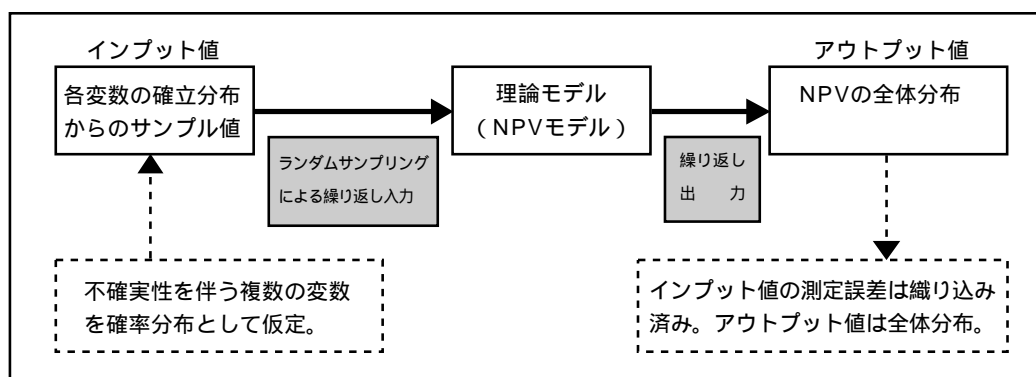 インプット値
各変数の確立分布
からのサンプル値
ランダムサンプリング
による繰り返し入力
理論モデル
(NPVモデル)
繰り返し
出 力
アウトプット値
NPVの全体分布
不確実性を伴う複数の変数
を確率分布として仮定。
インプット値の測定誤差は織り込み
済み。アウトプット値は全体分布。